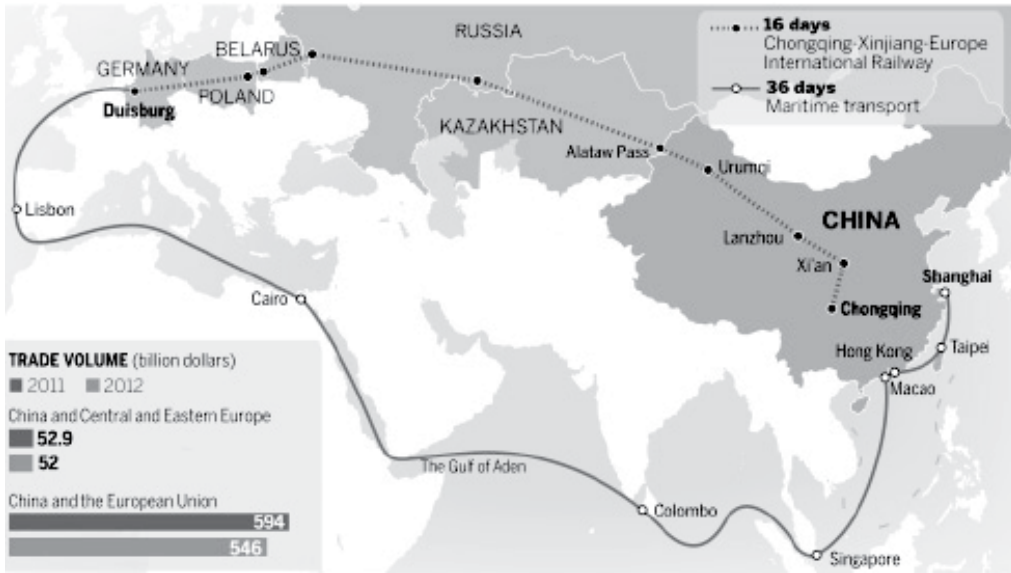 RUSSIA
BELARUS
GERMANY
POLAND
Duisburg
KAZAKHSTAN
16 days
Chongqing-Xinjiang-Europe
International Railway
36 days
Maritime transport
Alataw Pass
Urumqi
Lisbon
CHINA
Lanzhou
Xi'an
Shanghai
Cairo
Chongqing
Hong Kong
Taipei
Macao
TRADE VOLUME (billion dollars)
2011 2012
China and Central and Eastern Europe
52.9
52
China and the European Union
594
546
The Gulf of Aden
Colombo
Singapore